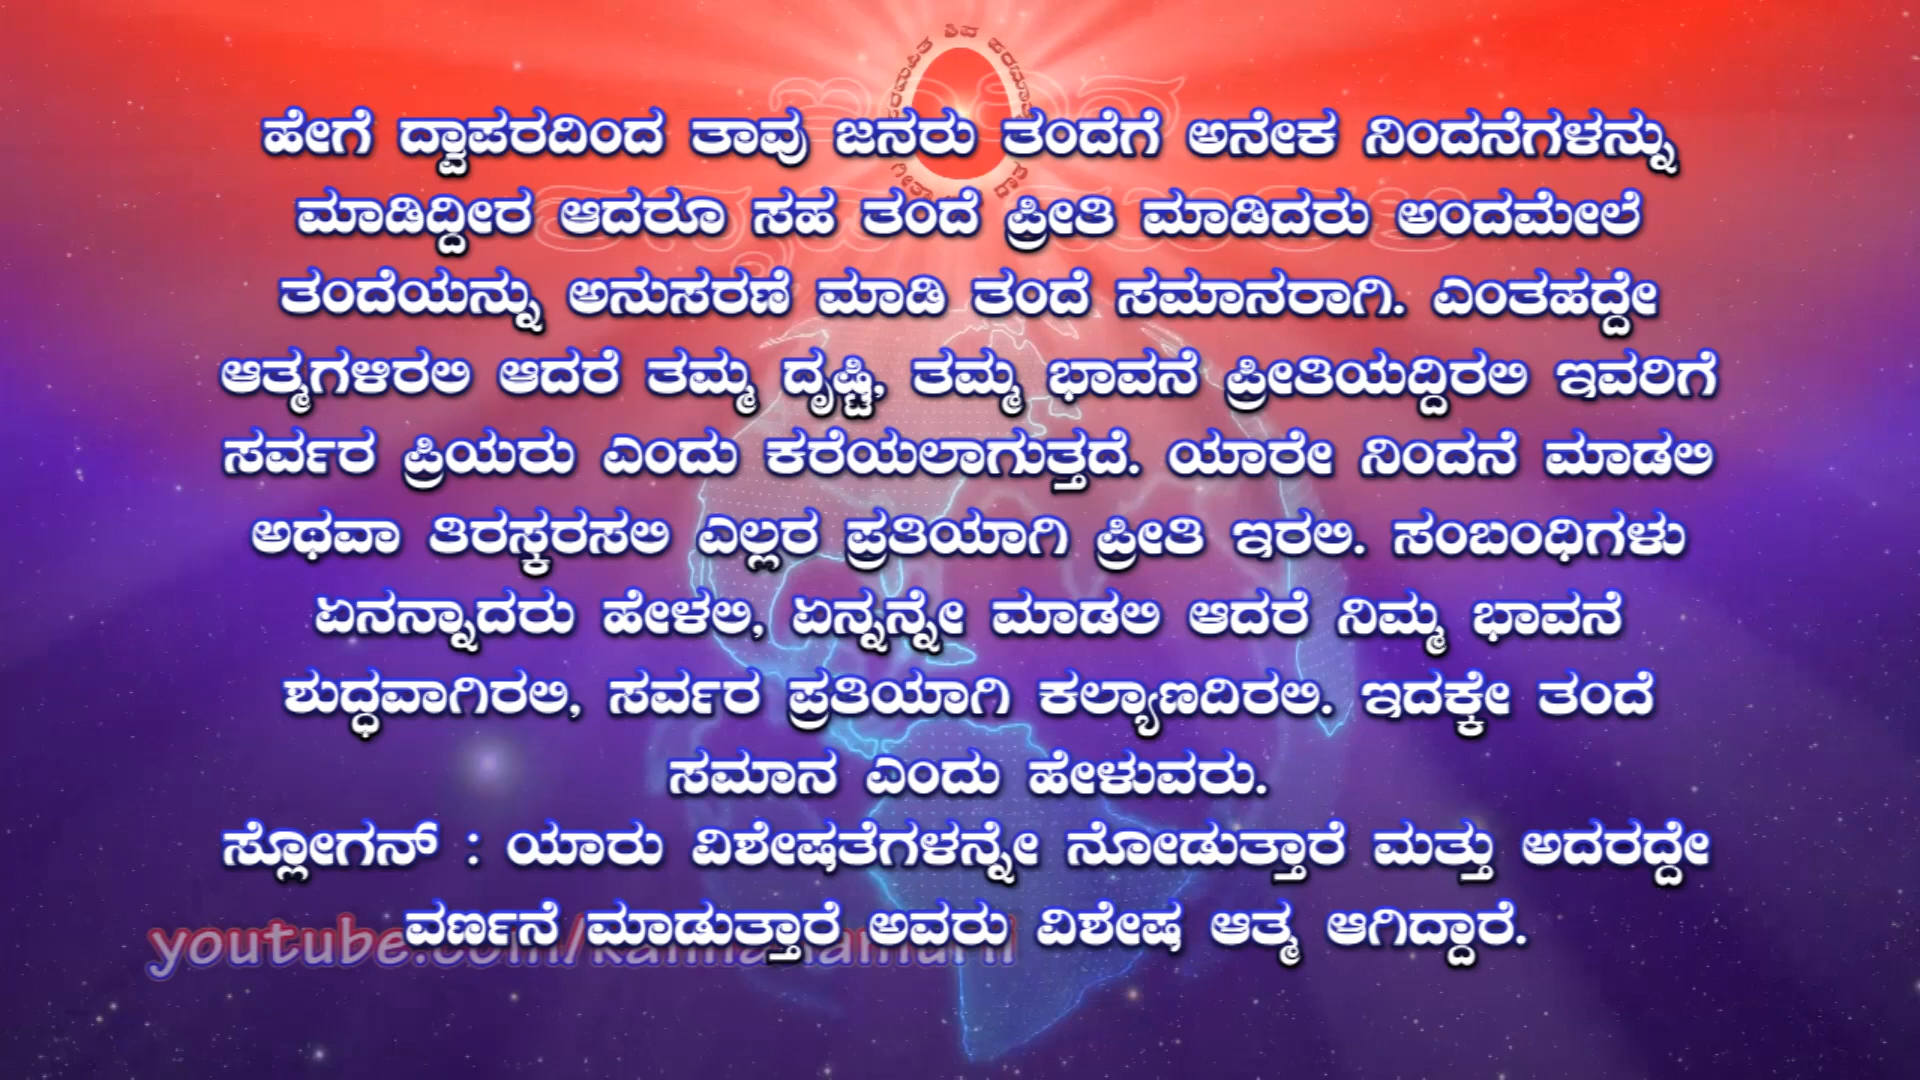 ಹೇಗೆ ದ್ವಾಪರದಿಂದ ತಾವು ಜನರು ತಂದೆಗೆ ಅನೇಕ ನಿಂದನೆಗಳನ್ನು
ಮಾಡಿದ್ದೀರ ಆದರೂ ಸಹ ತಂದೆ ಪ್ರೀತಿ ಮಾಡಿದರು ಅಂದಮೇಲೆ
ತಂದೆಯನ್ನು ಅನುಸರಣೆ ಮಾಡಿ ತಂದೆ ಸಮಾನರಾಗಿ. ಎಂತಹದ್ದೇ
ಆತ್ಮಗಳಿರಲಿ ಆದರೆ ತಮ್ಮ ದೃಷ್ಟಿ, ತಮ್ಮ ಭಾವನೆ ಪ್ರೀತಿಯದ್ದಿರಲಿ ಇವರಿಗೆ
ಸರ್ವರ ಪ್ರಿಯರು ಎಂದು ಕರೆಯಲಾಗುತ್ತದೆ. ಯಾರೇ ನಿಂದನೆ ಮಾಡಲಿ
ಅಥವಾ ತಿರಸ್ಕರಸಲಿ ಎಲ್ಲರ ಪ್ರತಿಯಾಗಿ ಪ್ರೀತಿ ಇರಲಿ. ಸಂಬಂಧಿಗಳು
ಏನನ್ನಾದರು ಹೇಳಲಿ, ಏನ್ನನ್ನೇ ಮಾಡಲಿ ಆದರೆ ನಿಮ್ಮ ಭಾವನೆ
ಶುದ್ಧವಾಗಿರಲಿ, ಸರ್ವರ ಪ್ರತಿಯಾಗಿ ಕಲ್ಯಾಣದಿರಲಿ. ಇದಕ್ಕೇ ತಂದೆ
ಸಮಾನ ಎಂದು ಹೇಳುವರು.
ಸ್ಲೋಗನ್ : ಯಾರು ವಿಶೇಷತೆಗಳನ್ನೇ ನೋಡುತ್ತಾರೆ ಮತ್ತು ಅದರದ್ದೇ
ವರ್ಣನೆ ಮಾಡುತ್ತಾರೆ ಅವರು ವಿಶೇಷ ಆತ್ಮ ಆಗಿದ್ದಾರೆ.